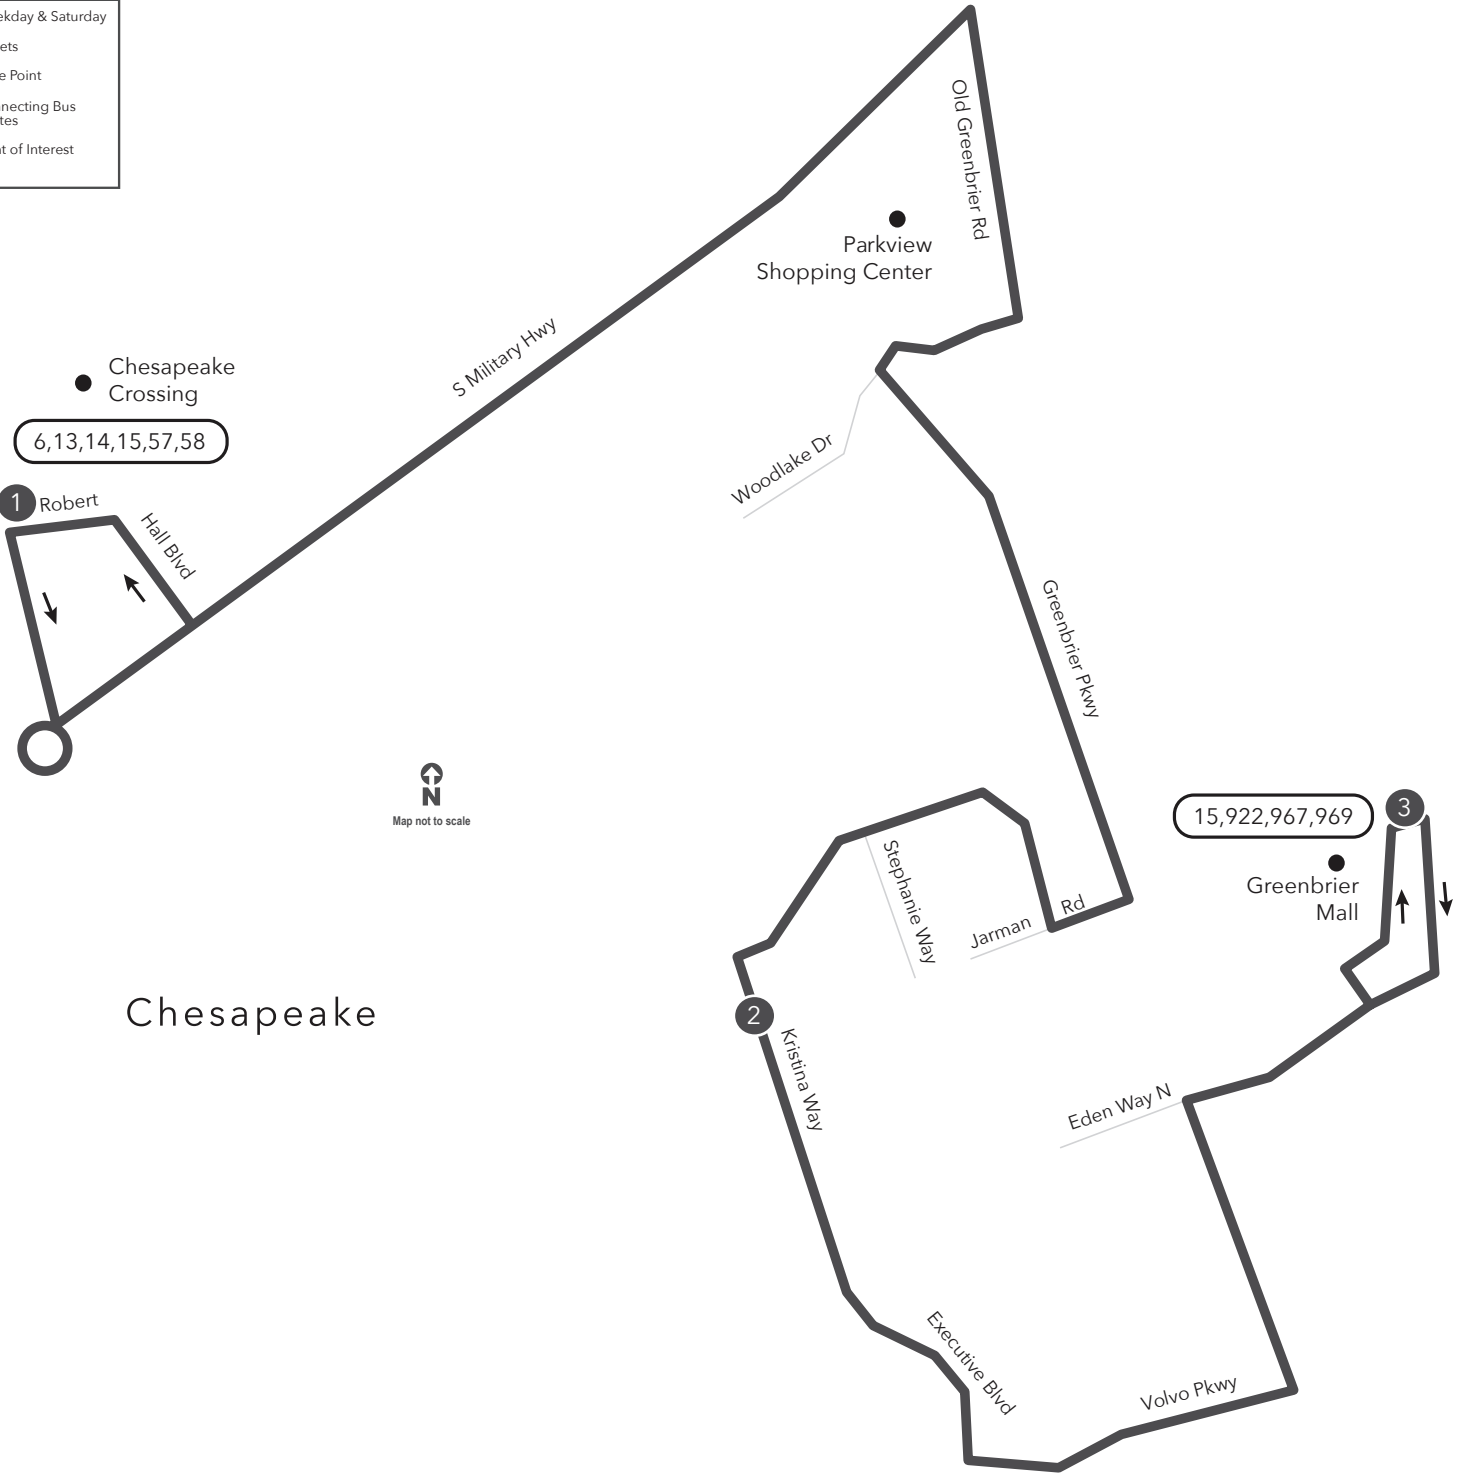 ekday & Saturday
ets
e Point
nnecting Bus
tes
t of Interest
Old Greenbrier Rd
Parkview
Shopping Center
S Military Hwy
Chesapeake
Crossing
6,13,14,15,57,58
1
Robert
Hall Blvd
Woodlake Dr
Greenbrier Pkwy
N
Map not to scale
15,922,967,969
3
Greenbrier
Mall
Stephanie Way
Jarman
Rd
Chesapeake
2
Kristina Way
Eden Way N
Executive Blvd
Volvo Pkwy